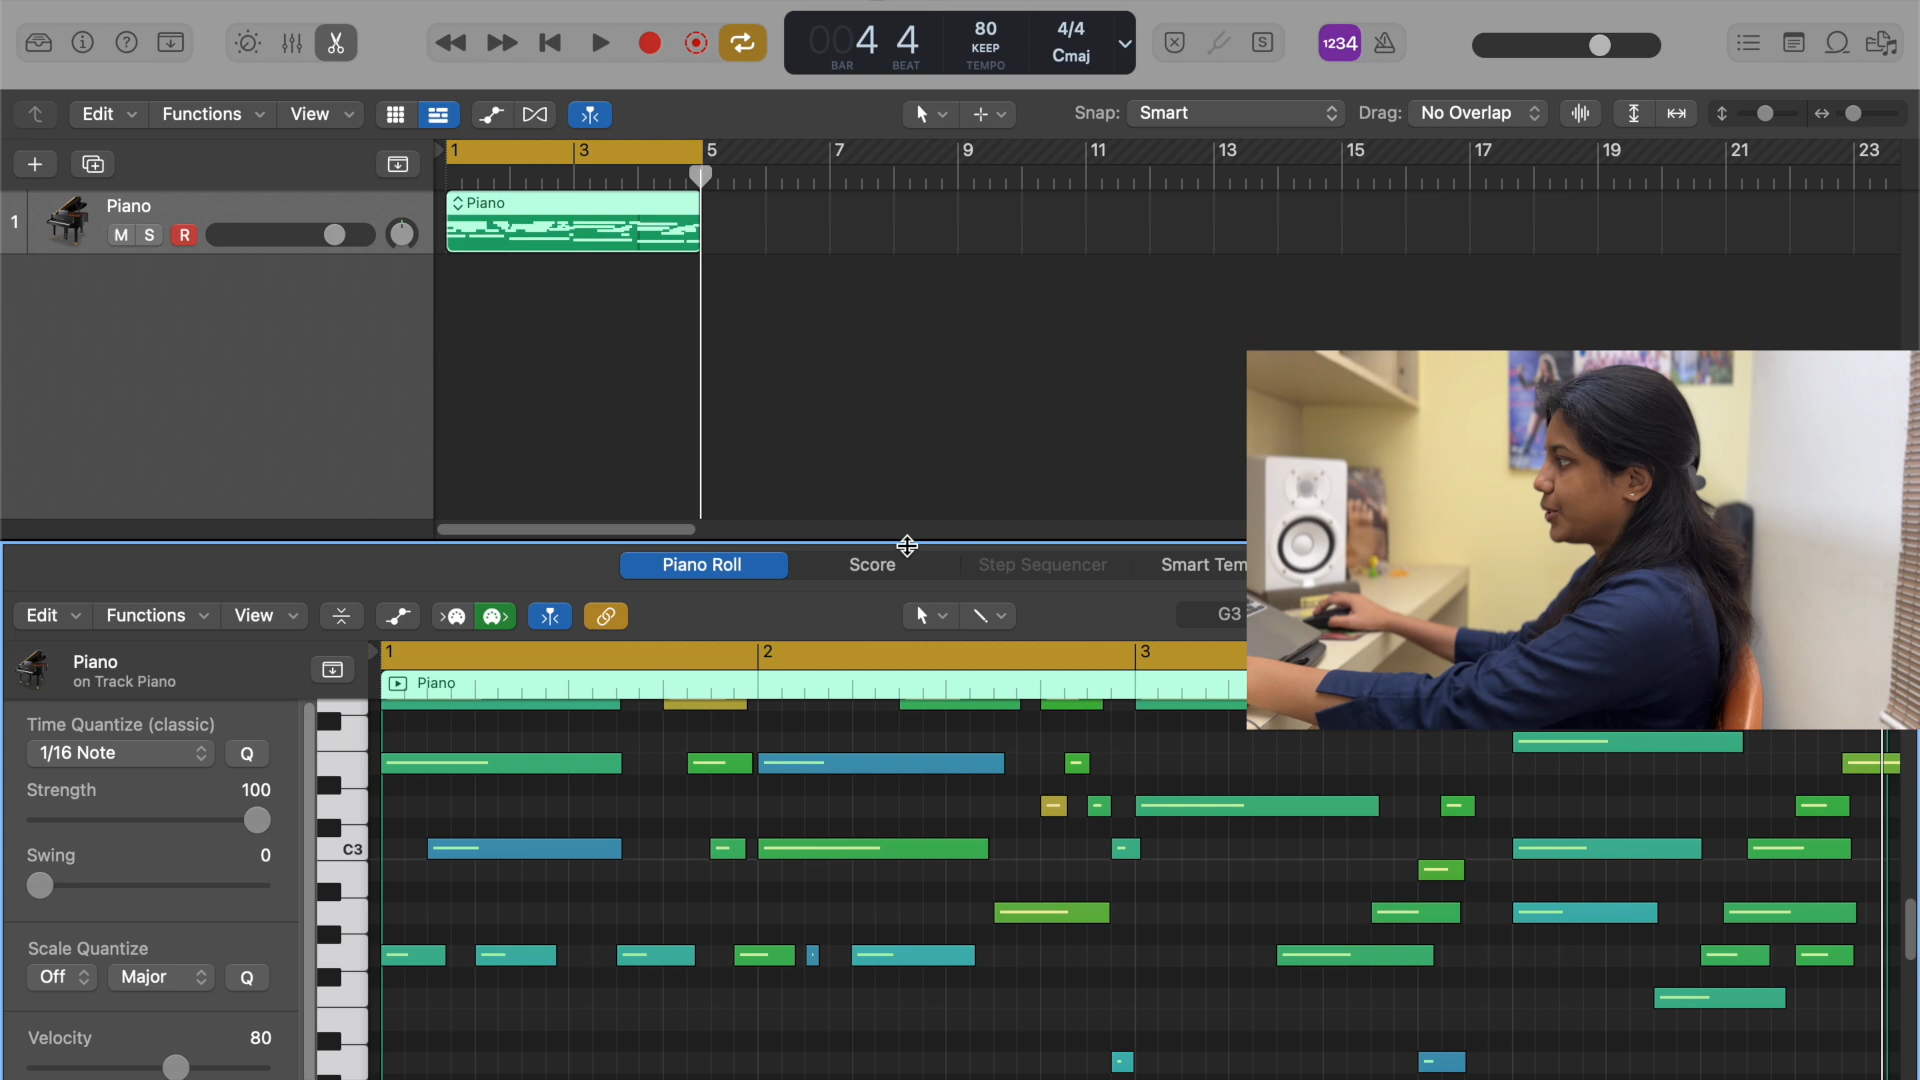 004 4
BAR BEAT
80
KEEP
TEMPO
4/4
Cmaj
S
1234
Edit Functions View
Snap: Smart Drag: No Overlap
1 3 5 7 9 11 13 15 17 19 21 23
1
Piano
M S R
Piano
Piano Roll Score Step Sequencer Smart Tem
Edit Functions View
G3
Piano
on Track Piano
1 2 3
Piano
Time Quantize (classic)
1/16 Note Q
Strength 100
Swing 0
C3
Scale Quantize
Off Major Q
Velocity 80